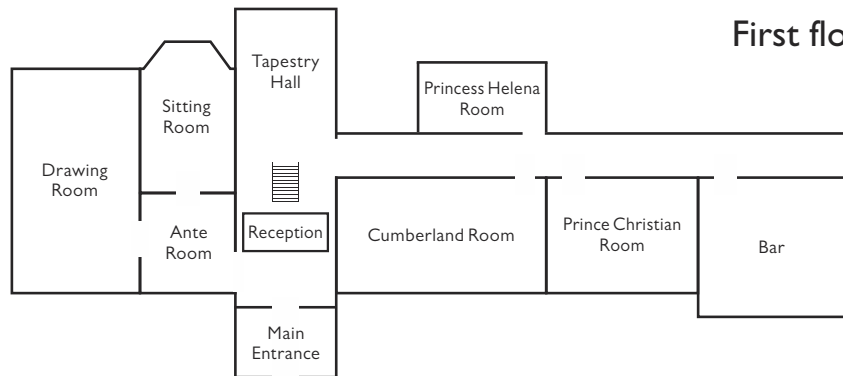 First flo
Tapestry
Hall
Princess Helena
Room
Sitting
Room
Drawing
Room
Ante
Room
Reception
Cumberland Room
Prince Christian
Room
Bar
Main
Entrance